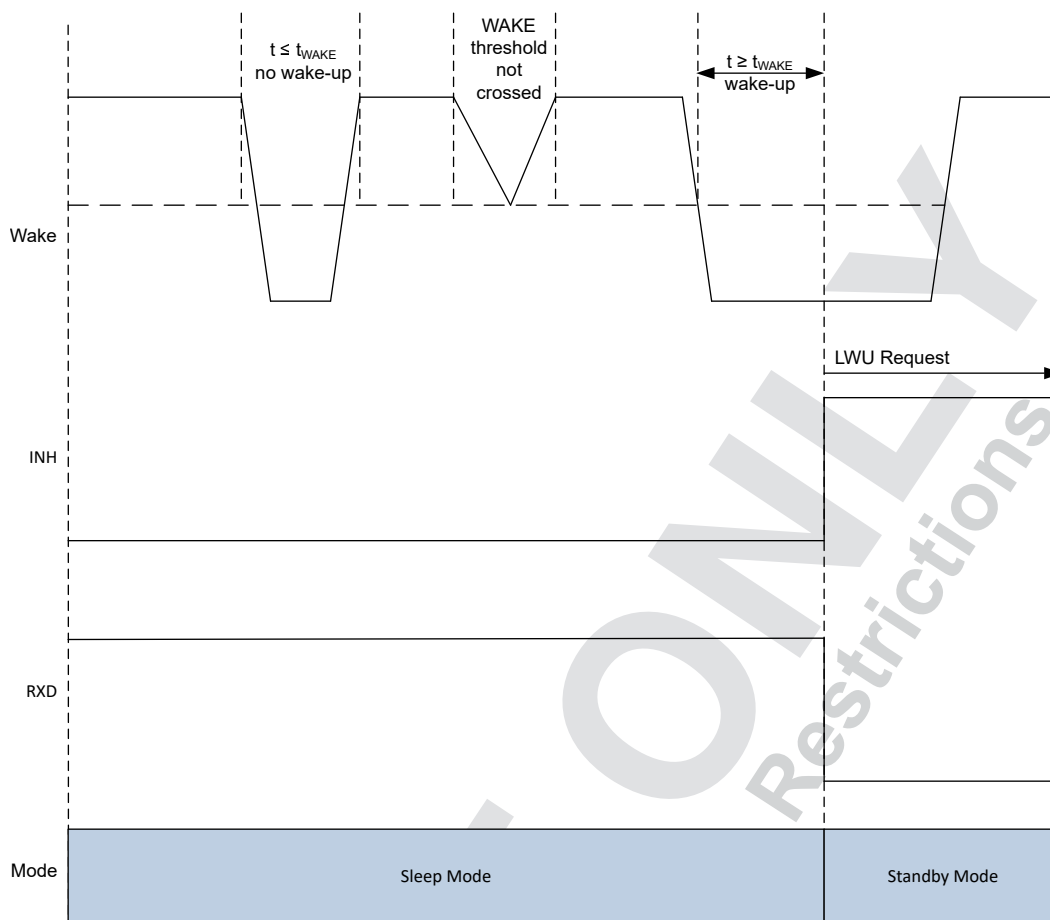 t ≤ tWAKE
no wake-up
WAKE
threshold
not
crossed
t ≥ tWAKE
wake-up
Wake
LWU Request
INH
RXD
Mode
Sleep Mode
Standby Mode
ONLY
Restrictions